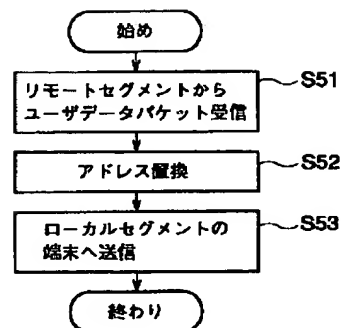 始め
リモートセグメントから
ユーザデータパケット受信
S51
アドレス置換
S52
ローカルセグメントの
端末へ送信
S53
終わり